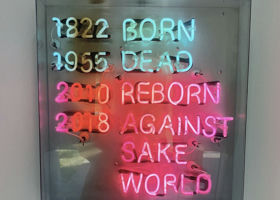 1822 BORN
1955 DEAD
2010 REBORN
2018 AGAINST
SAKE
WORLD